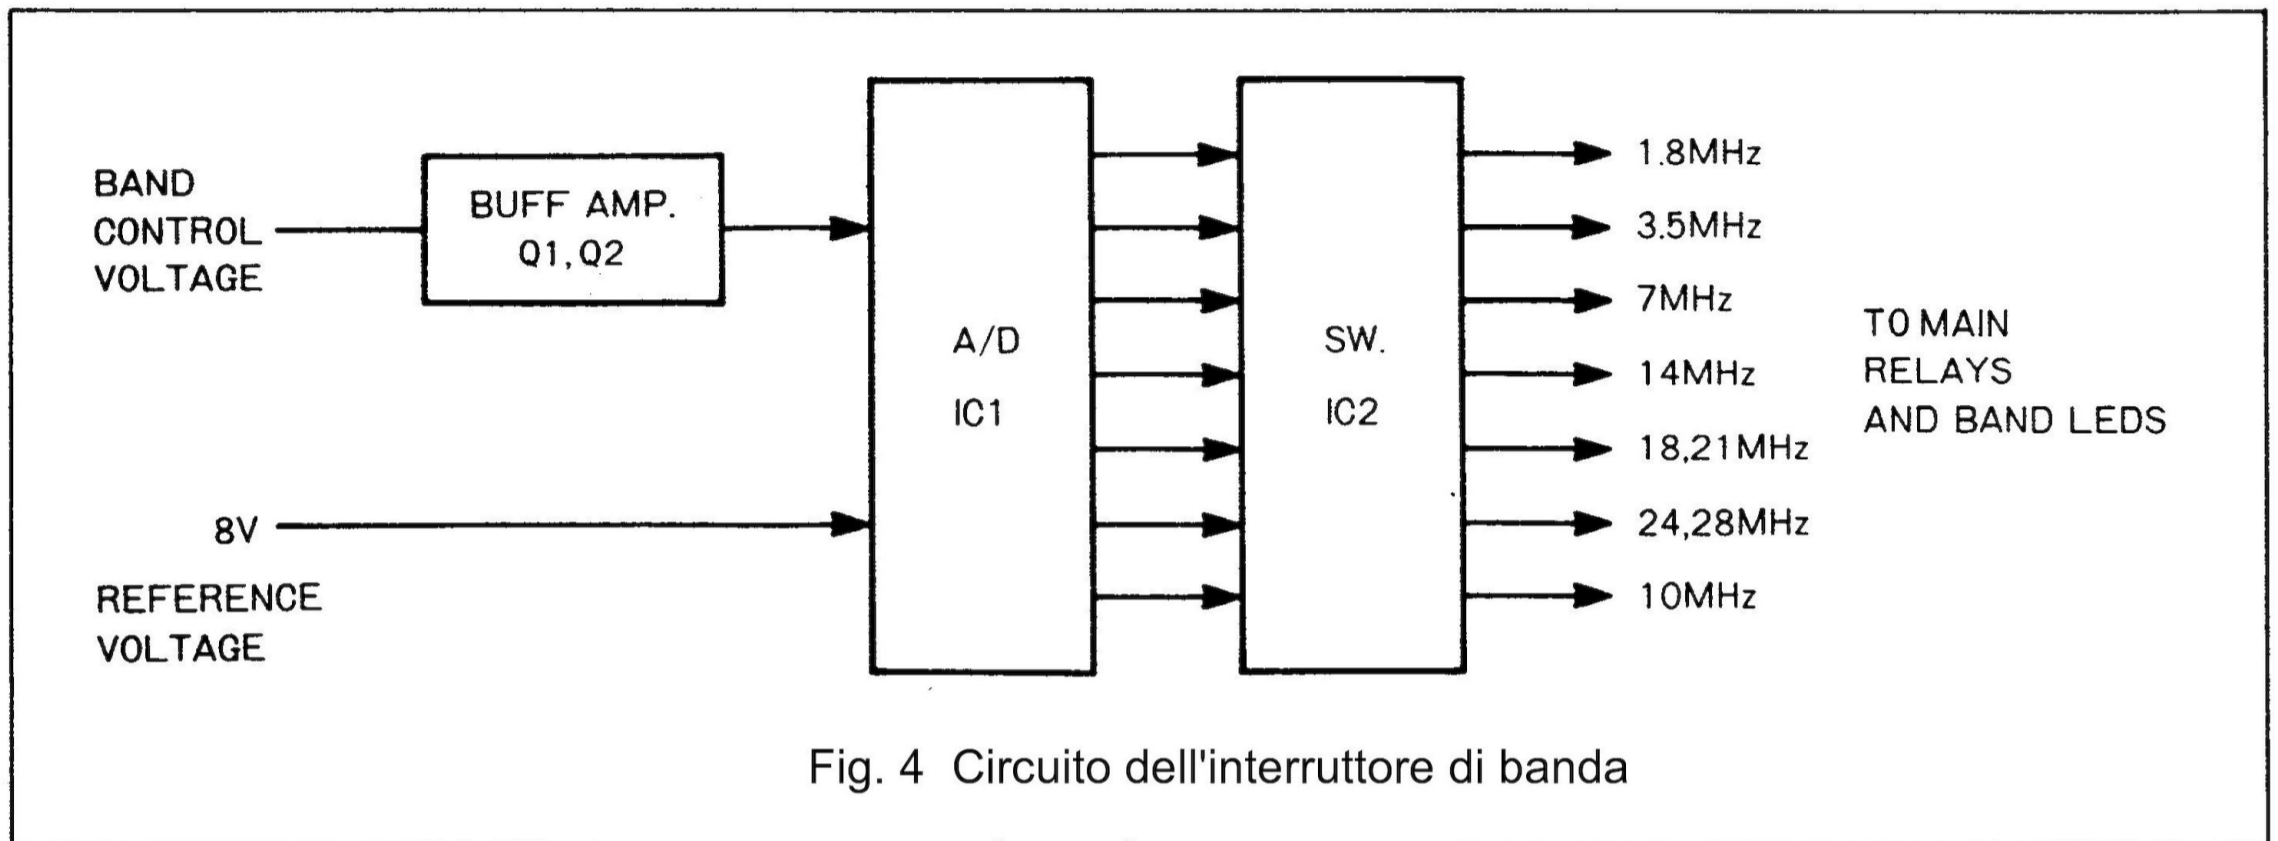 BAND
CONTROL
VOLTAGE
BUFF AMP.
Q1,Q2
8V
REFERENCE
VOLTAGE
A/D
IC1
SW.
IC2
1.8MHz
3.5MHz
7MHz
14MHz
18,21MHz
24,28MHz
10MHz
TO MAIN
RELAYS
AND BAND LEDS
Fig. 4 Circuito dell'interruttore di banda